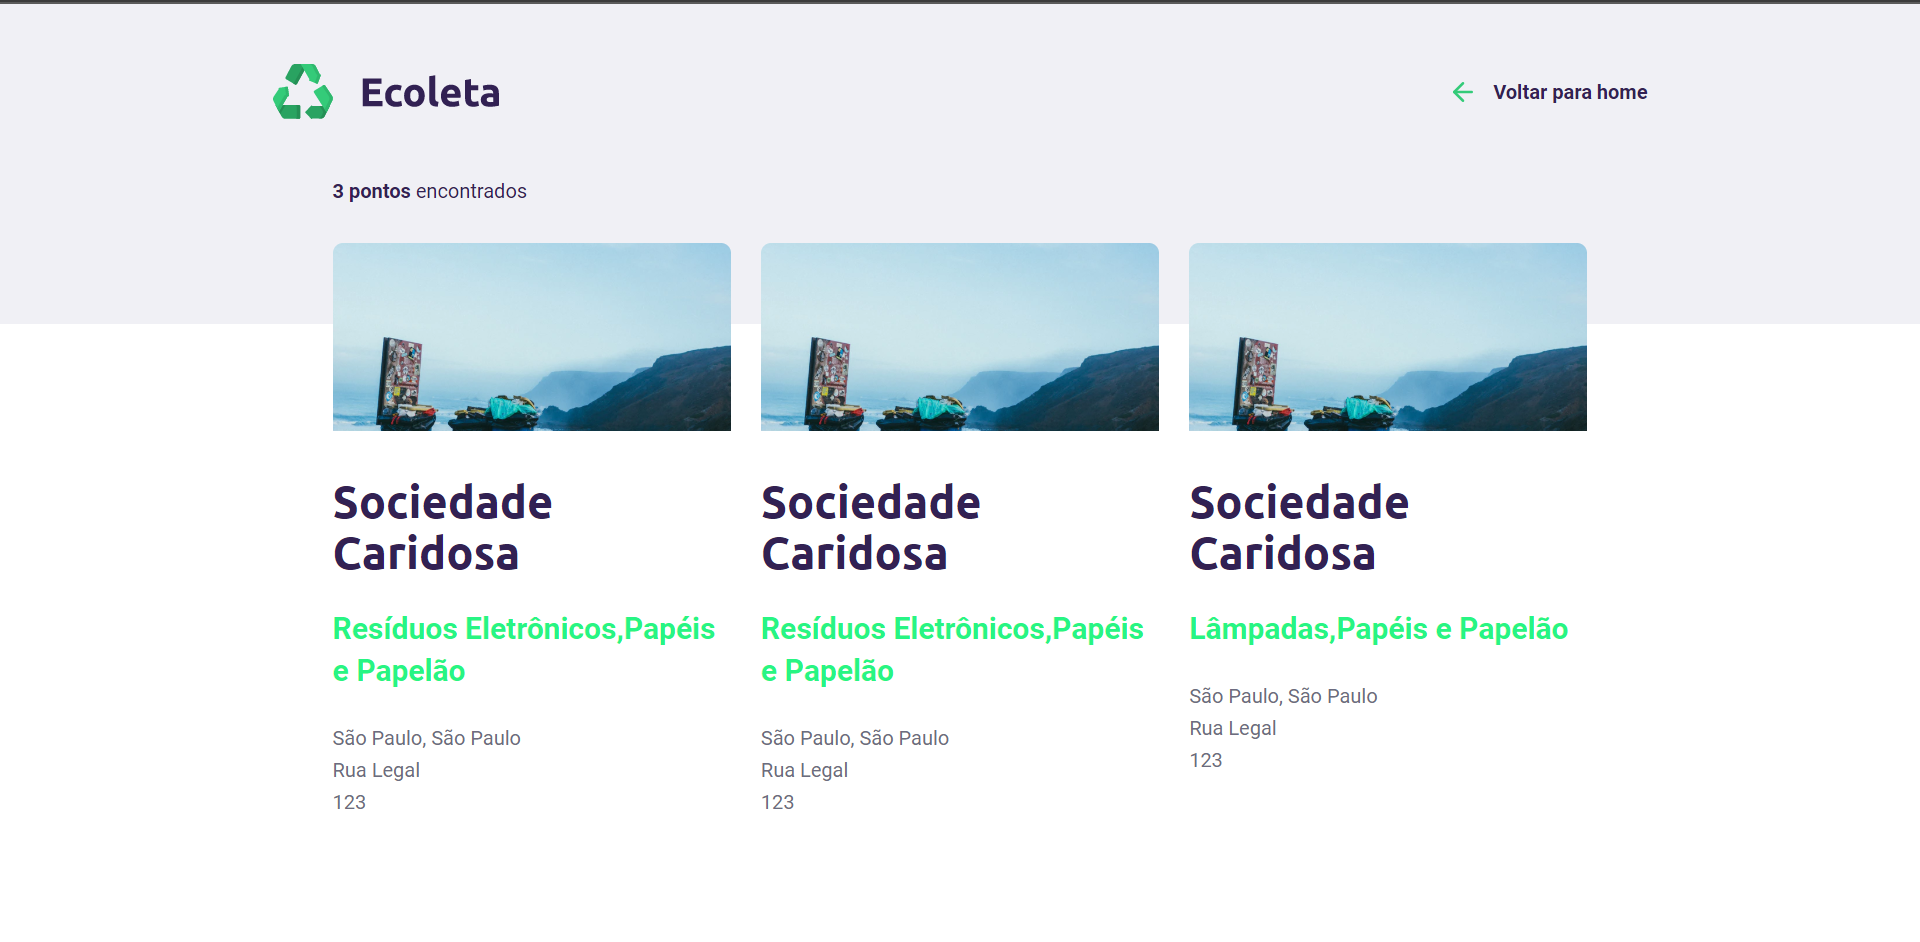 Ecoleta
Voltar para home
3 pontos encontrados
Sociedade
Caridosa
Resíduos Eletrônicos,Papéis
e Papelão
São Paulo, São Paulo
Rua Legal
123
Sociedade
Caridosa
Resíduos Eletrônicos,Papéis
e Papelão
São Paulo, São Paulo
Rua Legal
123
Sociedade
Caridosa
Lâmpadas,Papéis e Papelão
São Paulo, São Paulo
Rua Legal
123